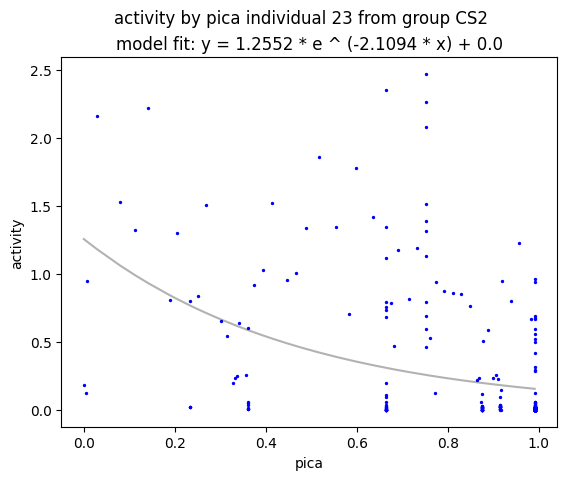 activity by pica individual 23 from group CS2
model fit: y = 1.2552 * e ^ (-2.1094 * x) + 0.0
2.5
2.0
1.5
1.0
0.5
0.0
activity
0.0 0.2 0.4 0.6 0.8 1.0
pica